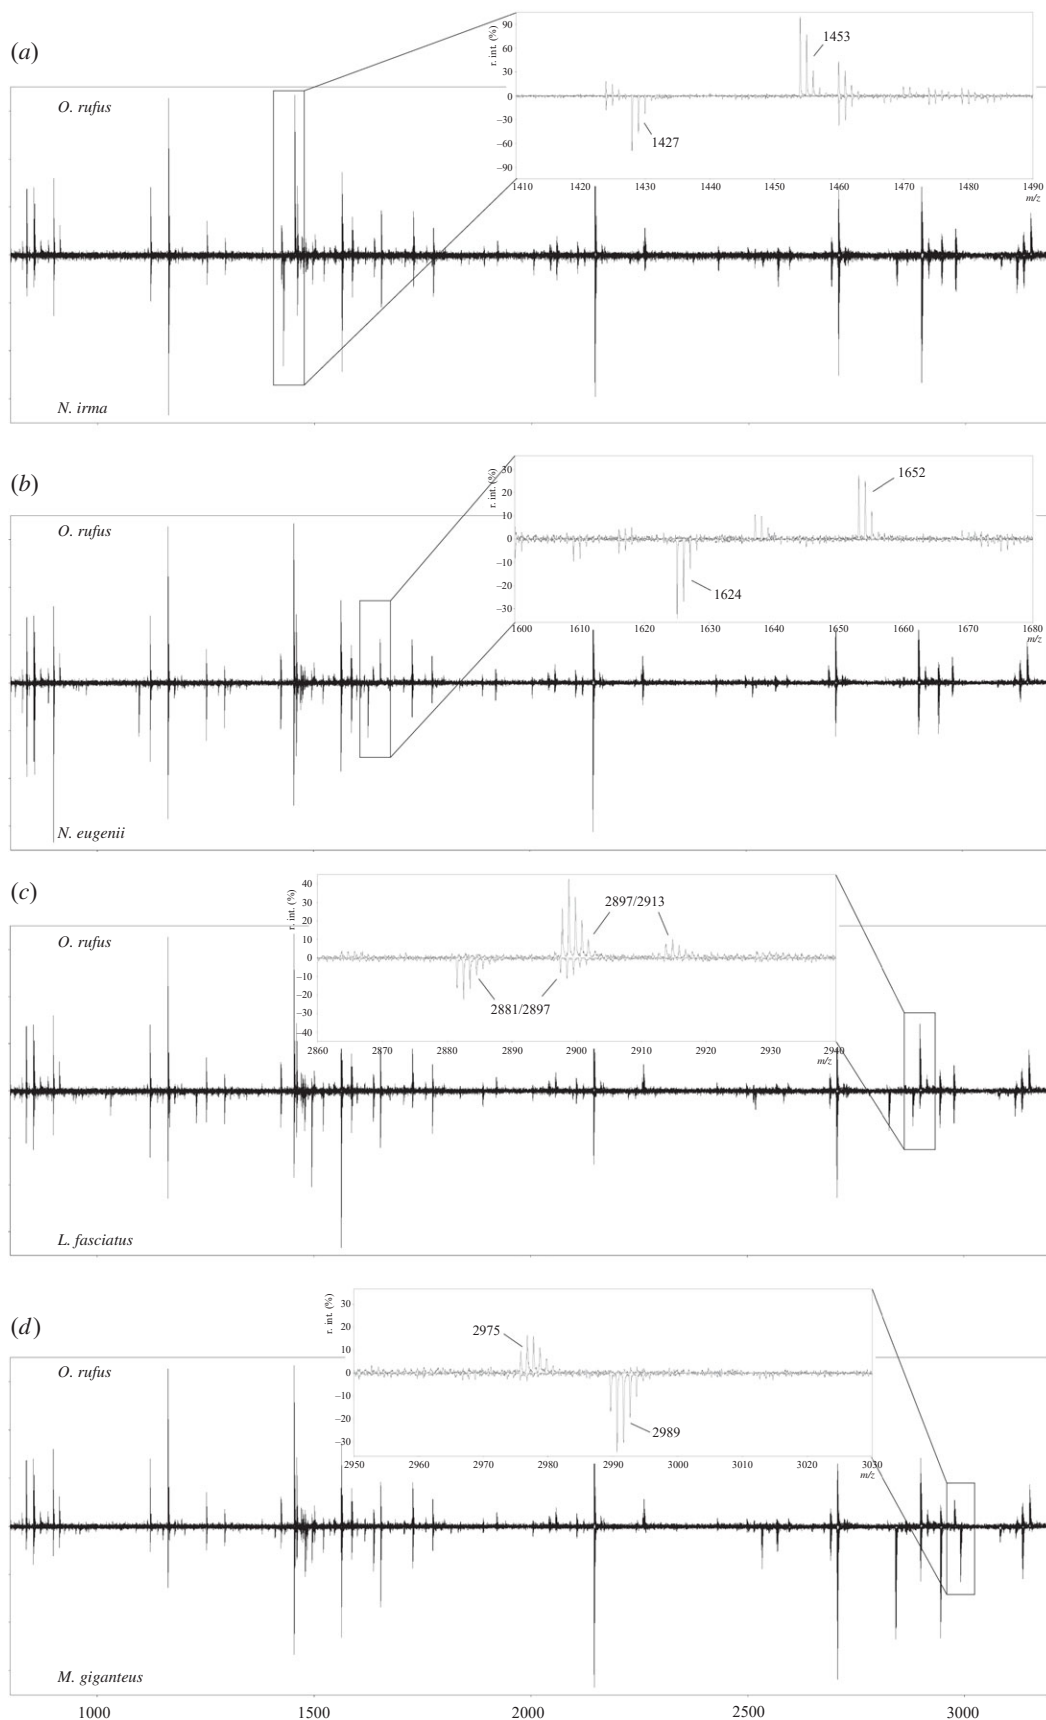 (a)
O. rufus
N. irma
r. int. (%)
90
60
30
0
–30
–60
–90
1453
1427
1410 1420 1430 1440 1450 1460 1470 1480 1490
m/z
(b)
O. rufus
N. eugenii
r. int. (%)
30
20
10
0
–10
–20
–30
1652
1624
1600 1610 1620 1630 1640 1650 1660 1670 1680
m/z
(c)
O. rufus
L. fasciatus
r. int. (%)
40
30
20
10
0
–10
–20
–30
–40
2897/2913
2881/2897
2860 2870 2880 2890 2900 2910 2920 2930 2940
m/z
(d)
O. rufus
M. giganteus
r. int. (%)
30
20
10
0
–10
–20
–30
2975
2989
2950 2960 2970 2980 2990 3000 3010 3020 3030
m/z
1000 1500 2000 2500 3000